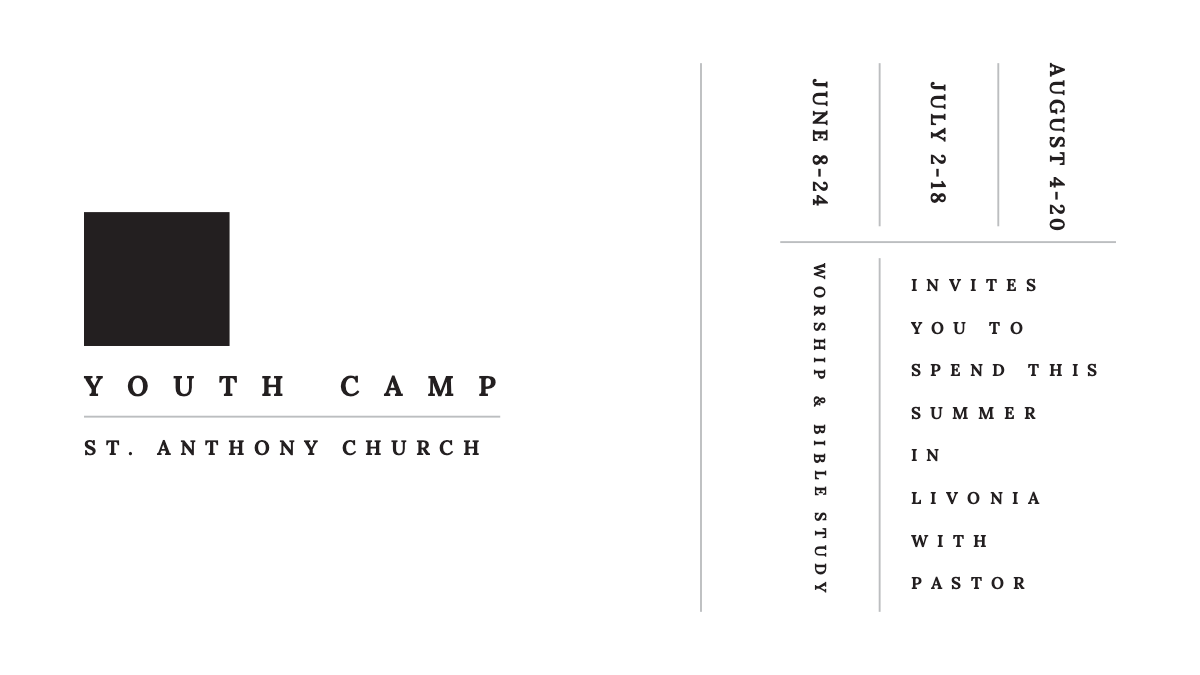 YOUTH CAMP
ST. ANTHONY CHURCH
JUNE 8-24
JULY 2-18
AUGUST 4-20
WORSHIP & BIBLE STUDY
INVITES
YOU TO
SPEND THIS
SUMMER
IN
LIVONIA
WITH
PASTOR